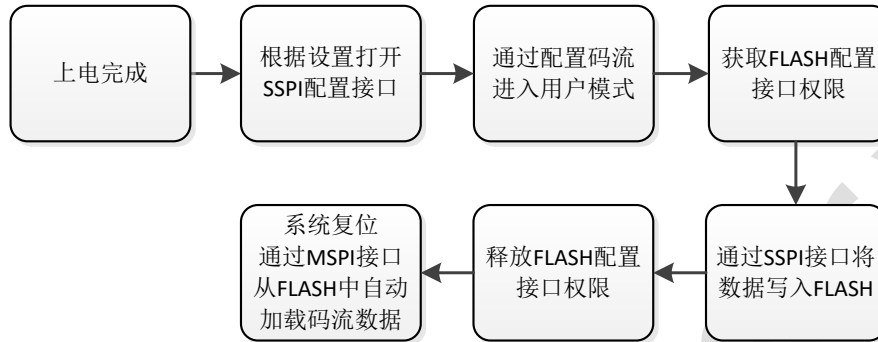 上电完成
根据设置打开
SSPI配置接口
通过配置码流
进入用户模式
获取FLASH配置
接口权限
通过SSPI接口将
数据写入FLASH
释放FLASH配置
接口权限
系统复位
通过MSPI接口
从FLASH中自动
加载码流数据